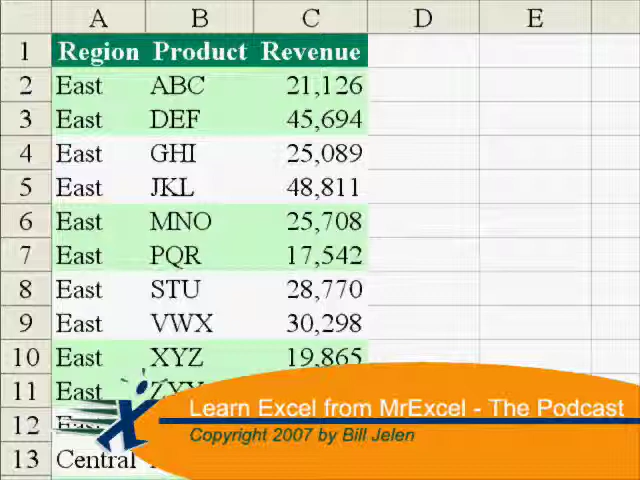 A B C D E
1 Region Product Revenue
2 East ABC 21,126
3 East DEF 45,694
4 East GHI 25,089
5 East JKL 48,811
6 East MNO 25,708
7 East PQR 17,542
8 East STU 28,770
9 East VWX 30,298
10 East XYZ 19,865
11 East
12 East
13 Central
Learn Excel from MrExcel - The Podcast
Copyright 2007 by Bill Jelen